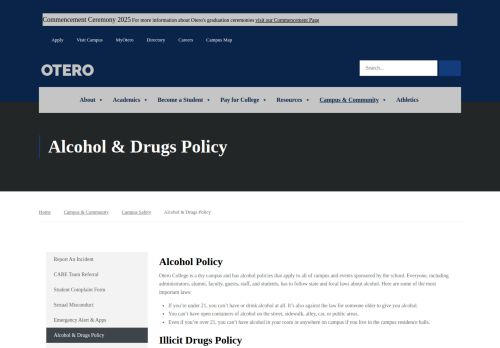 Commencement Ceremony 2025 For more information about Otero's graduation ceremonies visit our Commencement Page
Apply Visit Campus MyOtero Directory Careers Campus Map
OTERO
Search...
About Academics Become a Student Pay for College Resources Campus & Community Athletics
Alcohol & Drugs Policy
Home Campus & Community Campus Safety Alcohol & Drugs Policy
Report An Incident
CARE Team Referral
Student Complaint Form
Sexual Misconduct
Emergency Alert & Apps
Alcohol & Drugs Policy
Alcohol Policy
Otero College is a dry campus and has alcohol policies that apply to all of campus and events sponsored by the school. Everyone, including
administrators, alumni, faculty, guests, staff, and students, has to follow state and local laws about alcohol. Here are some of the most
important laws:
• If you're under 21, you can't have or drink alcohol at all. It's also against the law for someone older to give you alcohol.
• You can't have open containers of alcohol on the street, sidewalk, alley, car, or public areas.
• Even if you're over 21, you can't have alcohol in your room or anywhere on campus if you live in the campus residence halls.
Illicit Drugs Policy